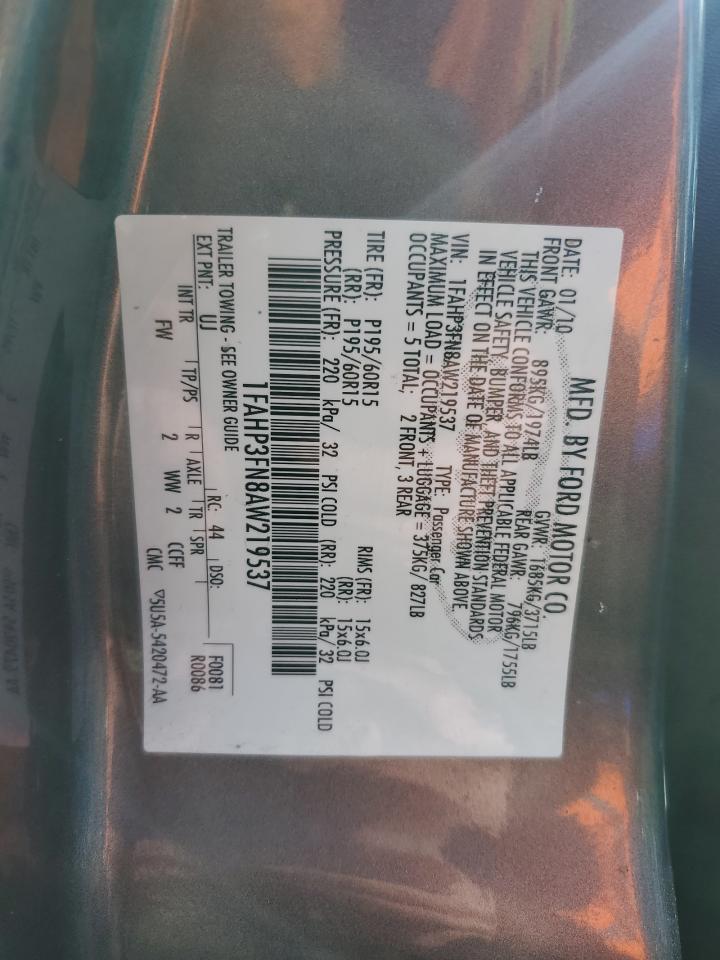 MFD. BY FORD MOTOR CO.
DATE: 01/10 GVWR: 1685KG/3715LB
FRONT GAWR: 895KG/1974LB REAR GAWR: 796KG/1755LB
THIS VEHICLE CONFORMS TO ALL APPLICABLE FEDERAL MOTOR
VEHICLE SAFETY, BUMPER, AND THEFT PREVENTION STANDARDS
IN EFFECT ON THE DATE OF MANUFACTURE SHOWN ABOVE.
VIN: 1FAHP3FN8AW219537 TYPE: Passenger Car
MAXIMUM LOAD = OCCUPANTS + LUGGAGE = 375KG/ 827LB
OCCUPANTS = 5 TOTAL; 2 FRONT, 3 REAR
TIRE (FR): P195/60R15 RIMS (FR): 15x6.0J
(RR): P195/60R15 (RR): 15x6.0J
PRESSURE (FR): 220 kPa/ 32 PSI COLD (RR): 220 kPa/ 32 PSI COLD
1FAHP3FN8AW219537
TRAILER TOWING - SEE OWNER GUIDE
EXT PNT: UJ RC: 44 DSO: F0081
R0086
INT TR TP/PS R AXLE TR SPR
FW 2 WW 2 CCFF
CMC ▽5U5A-5420472-AA